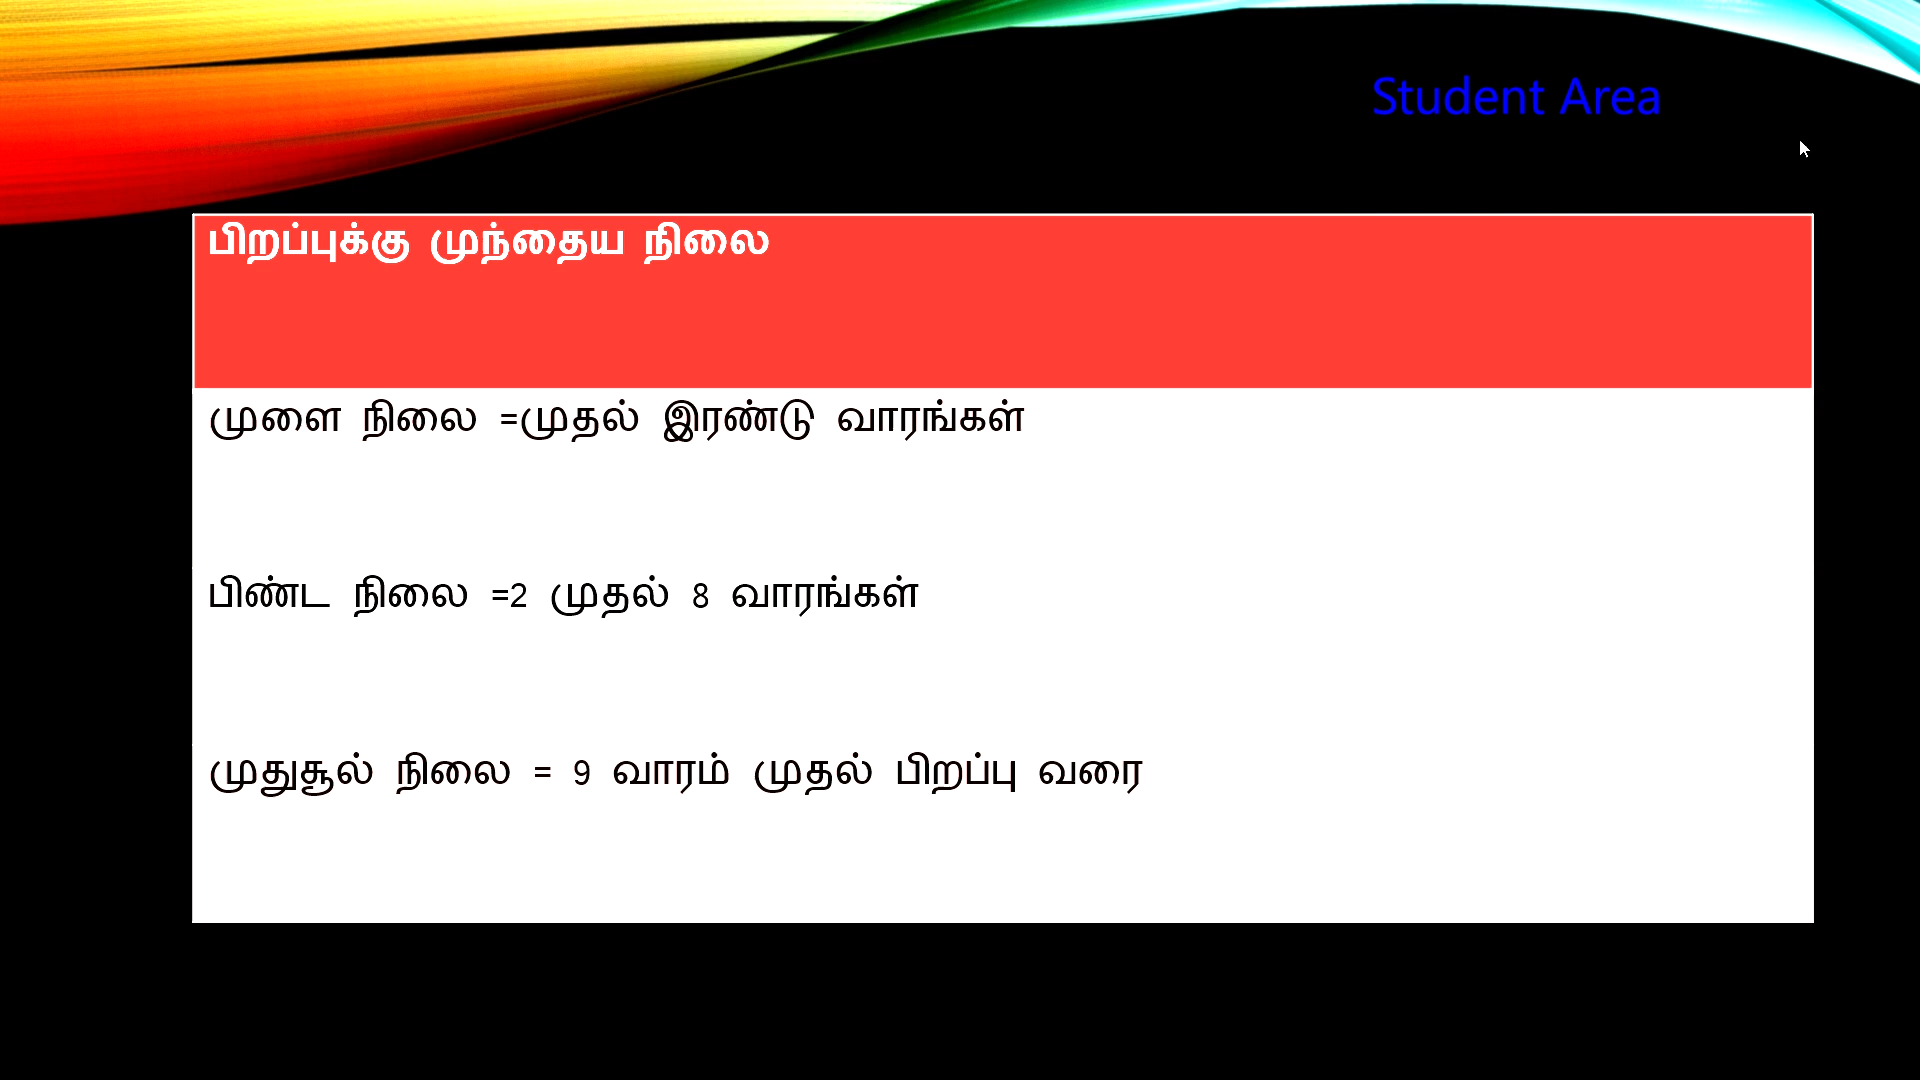 Student Area
பிறப்புக்கு முந்தைய நிலை
முளை நிலை =முதல் இரண்டு வாரங்கள்
பிண்ட நிலை =2 முதல் 8 வாரங்கள்
முதுசூல் நிலை = 9 வாரம் முதல் பிறப்பு வரை